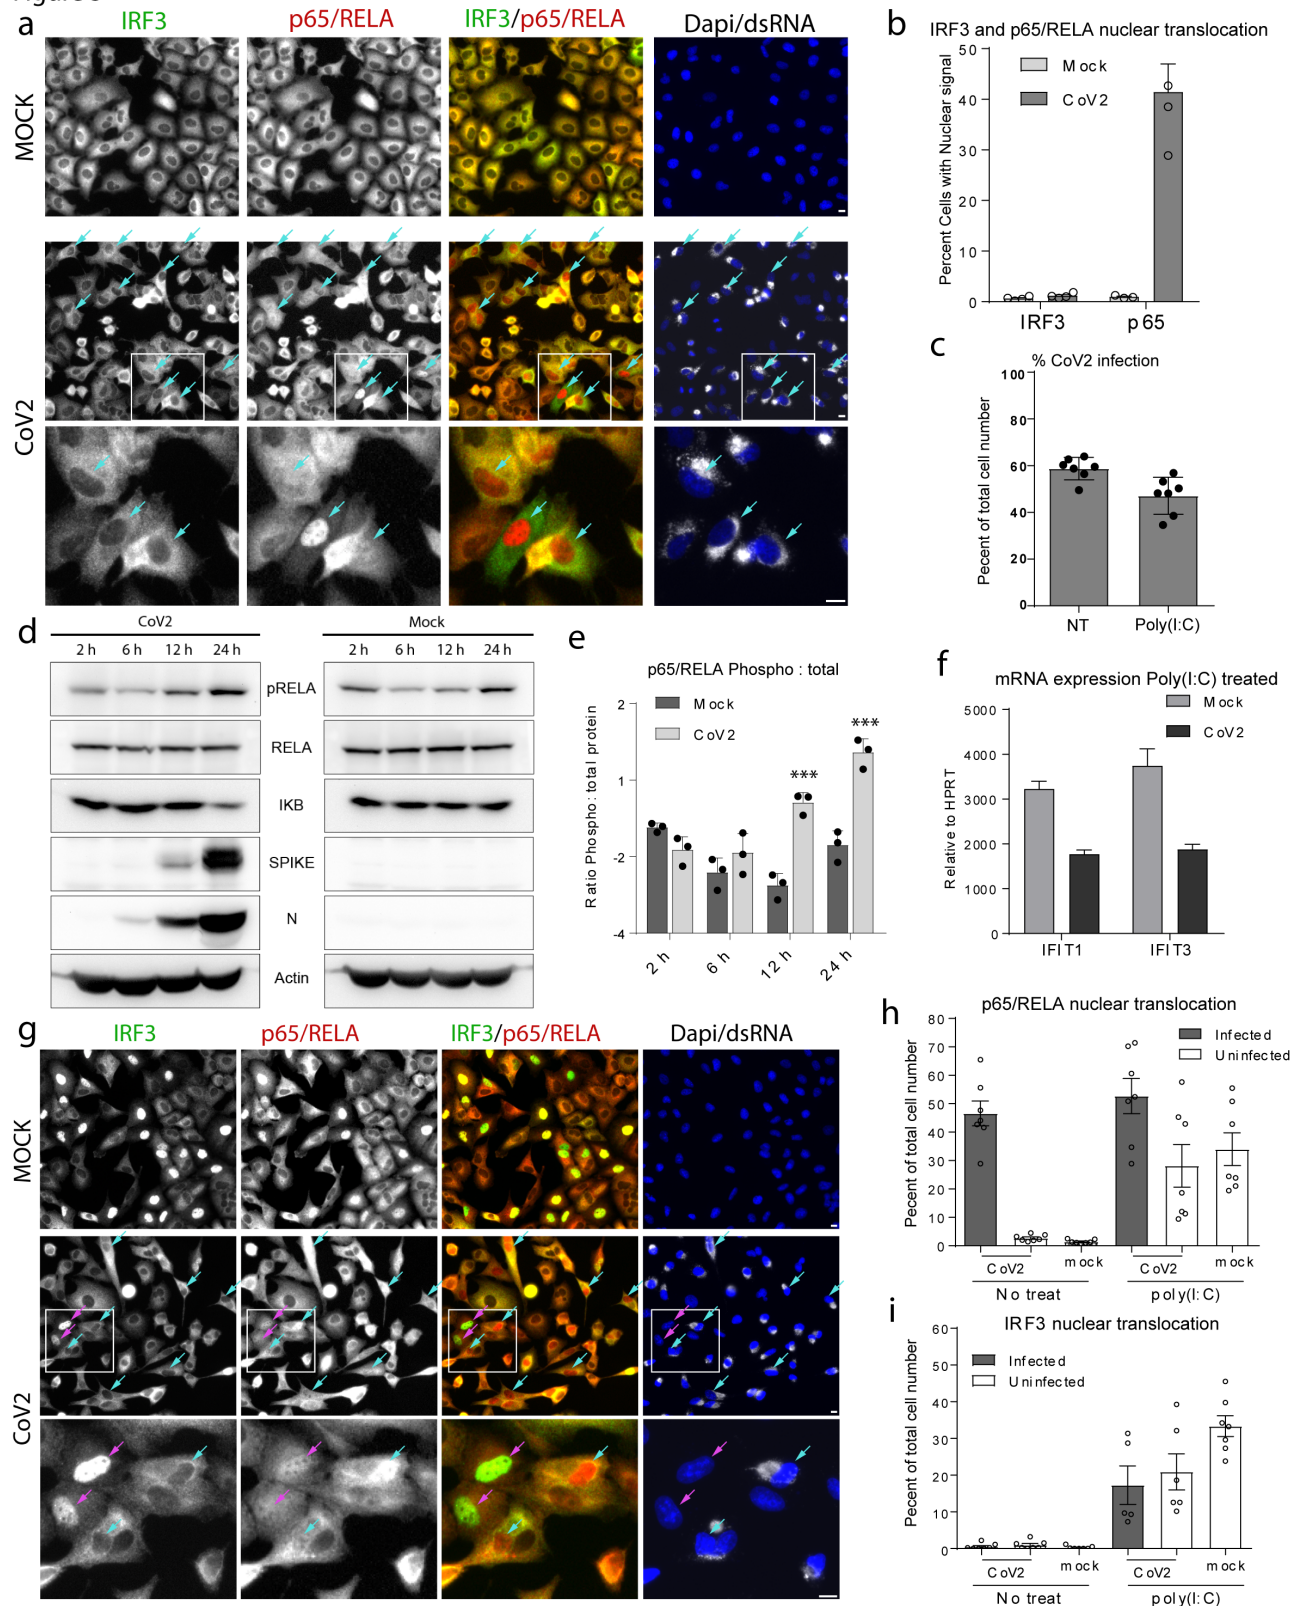 a
IRF3
p65/RELA
IRF3/p65/RELA
Dapi/dsRNA
MOCK
CoV2
b
IRF3 and p65/RELA nuclear translocation
Percent Cells with Nuclear signal
50
40
30
20
10
0
Mock
CoV2
IRF3
p65
c
% CoV2 infection
Pecent of total cell number
100
80
60
40
20
0
NT
Poly(I:C)
d
CoV2
Mock
2 h 6 h 12 h 24 h
2 h 6 h 12 h 24 h
pRELA
RELA
IKB
SPIKE
N
Actin
e
p65/RELA Phospho : total
Ratio Phospho : total protein
2
1
-2
-4
Mock
CoV2
***
***
2 h
6 h
12 h
24 h
f
mRNA expression Poly(I:C) treated
Relative to HPRT
5000
4000
3000
2000
1000
0
Mock
CoV2
IFIT1
IFIT3
g
IRF3
p65/RELA
IRF3/p65/RELA
Dapi/dsRNA
MOCK
CoV2
h
p65/RELA nuclear translocation
Pecent of total cell number
80
70
60
50
40
30
20
10
0
Infected
Uninfected
CoV2
mock
CoV2
mock
No treat
poly(I:C)
i
IRF3 nuclear translocation
Pecent of total cell number
60
50
40
30
20
10
0
Infected
Uninfected
CoV2
mock
CoV2
mock
No treat
poly(I:C)